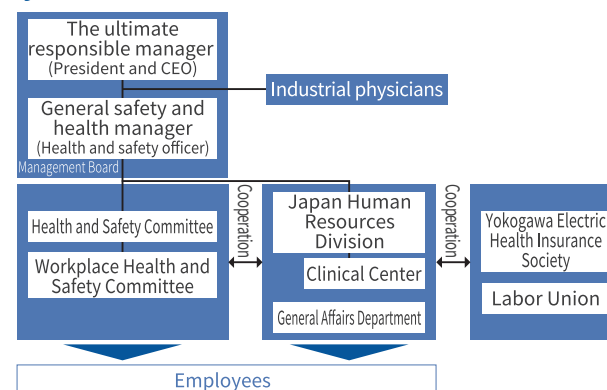 The ultimate
responsible manager
(President and CEO)
Industrial physicians
General safety and
health manager
(Health and safety officer)
Management Board
Health and Safety Committee
Workplace Health and
Safety Committee
Cooperation
Japan Human
Resources
Division
Clinical Center
General Affairs Department
Cooperation
Yokogawa Electric
Health Insurance
Society
Labor Union
Employees